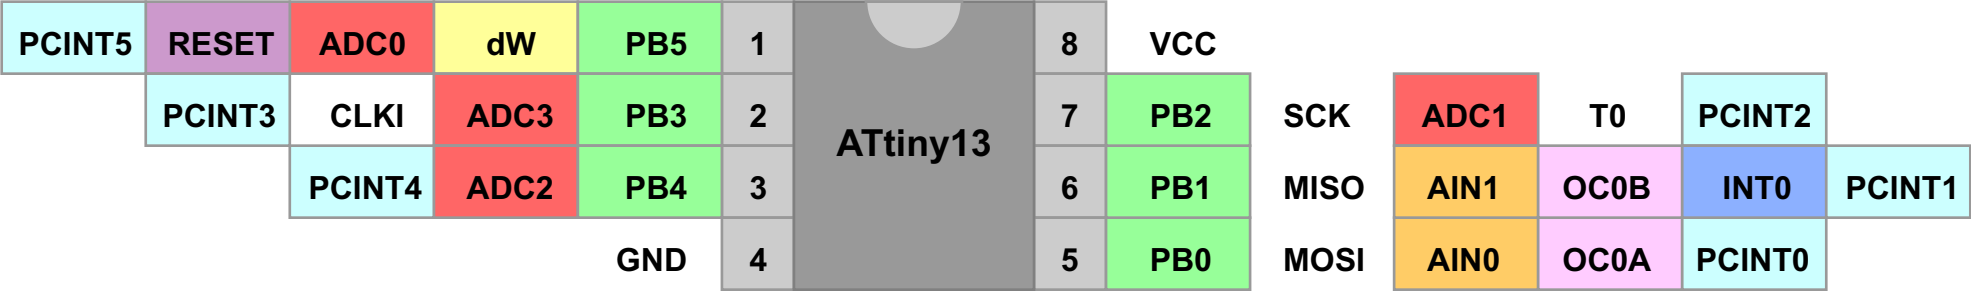 PCINT5 RESET ADC0 dW PB5 1 8 VCC
PCINT3 CLKI ADC3 PB3 2 7 PB2 SCK ADC1 T0 PCINT2
ATtiny13
PCINT4 ADC2 PB4 3 6 PB1 MISO AIN1 OC0B INT0 PCINT1
GND 4 5 PB0 MOSI AIN0 OC0A PCINT0